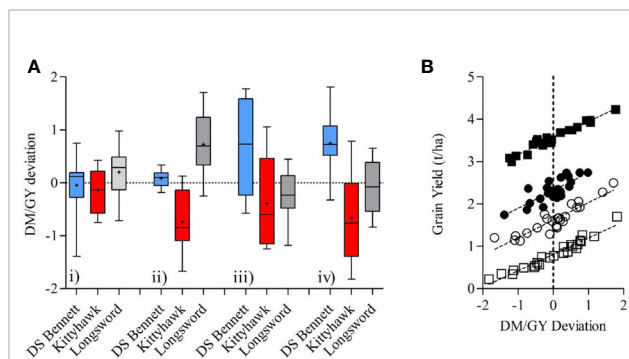 A
B
DM/GY deviation
2
1
0
-1
-2
i)
ii)
iii)
iv)
DS Bennett
Kittyhawk
Longsword
DS Bennett
Kittyhawk
Longsword
DS Bennett
Kittyhawk
Longsword
DS Bennett
Kittyhawk
Longsword
Grain Yield (t/ha)
5
4
3
2
1
0
-2 -1 0 1 2
DM/GY Deviation